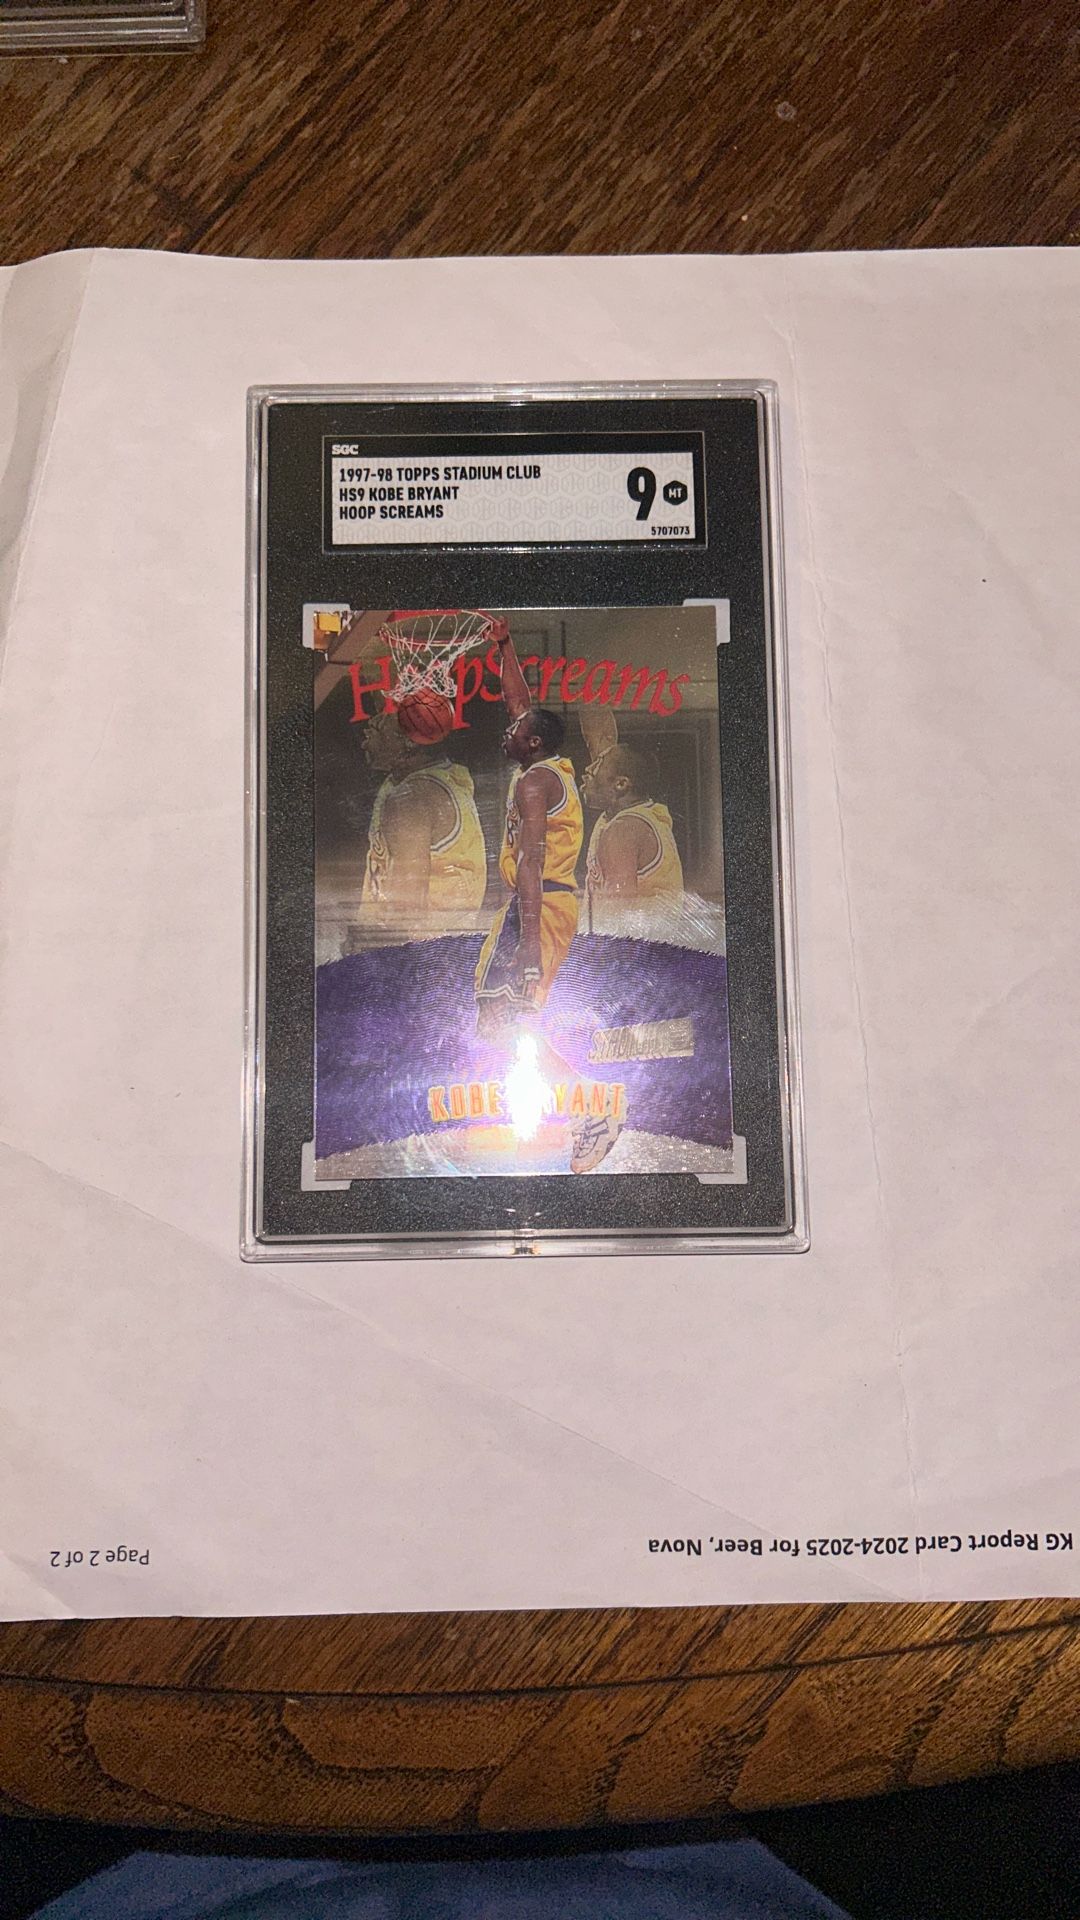 SGC
1997-98 TOPPS STADIUM CLUB
HS9 KOBE BRYANT
HOOP SCREAMS
9 MT
5707073
HoopScreams
KOBE BRYANT
KG Report Card 2024-2025 for Beer, Nova
Page 2 of 2